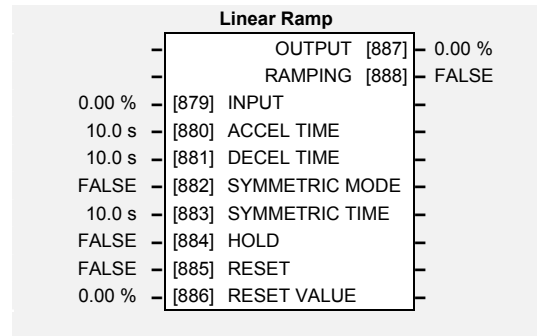 Linear Ramp
– OUTPUT [887] – 0.00 %
– RAMPING [888] – FALSE
0.00 % – [879] INPUT –
10.0 s – [880] ACCEL TIME –
10.0 s – [881] DECEL TIME –
FALSE – [882] SYMMETRIC MODE –
10.0 s – [883] SYMMETRIC TIME –
FALSE – [884] HOLD –
FALSE – [885] RESET –
0.00 % – [886] RESET VALUE –